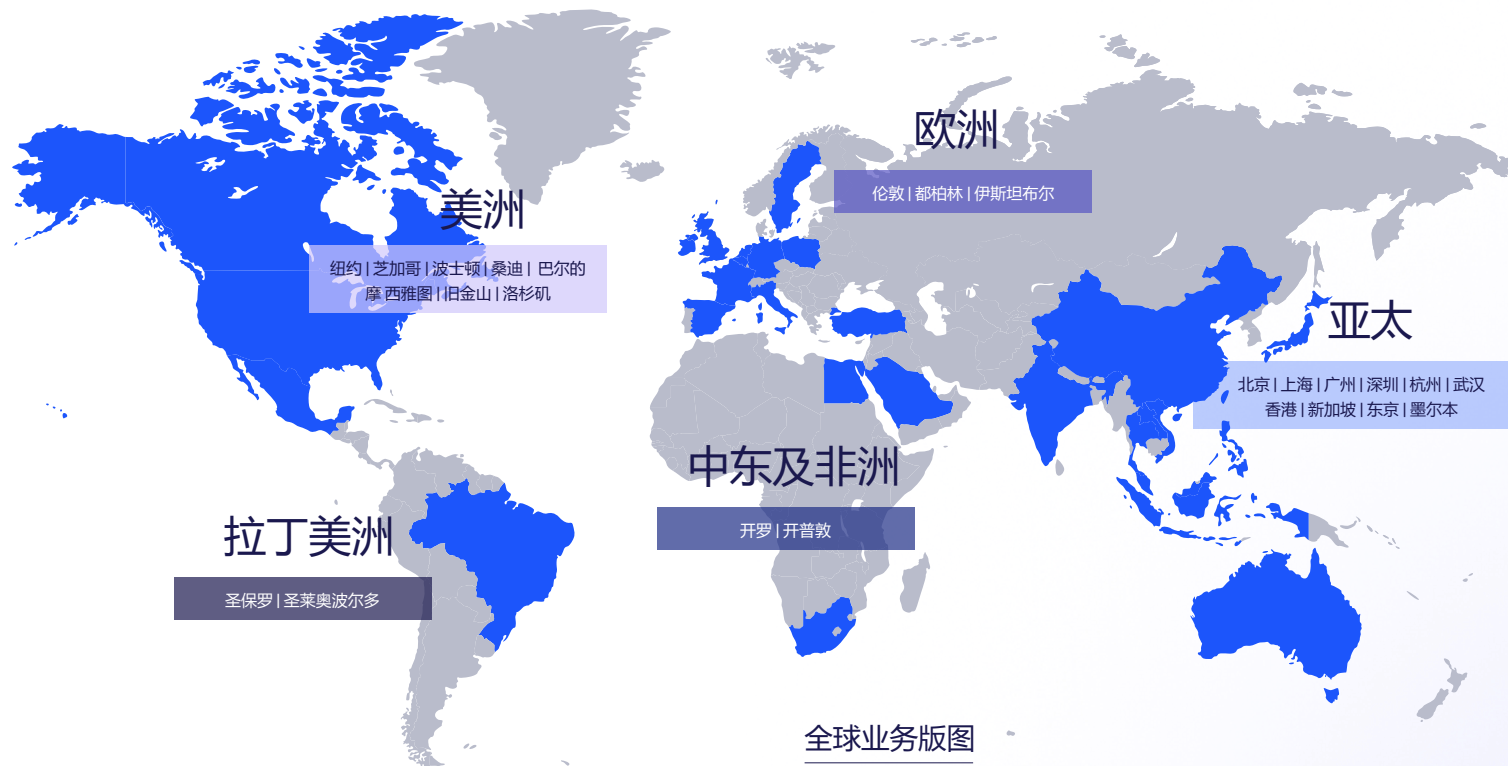 欧洲
伦敦 | 都柏林 | 伊斯坦布尔
美洲
纽约 | 芝加哥 | 波士顿 | 桑迪 | 巴尔的
摩 西雅图 | 旧金山 | 洛杉矶
亚太
北京 | 上海 | 广州 | 深圳 | 杭州 | 武汉
香港 | 新加坡 | 东京 | 墨尔本
中东及非洲
开罗 | 开普敦
拉丁美洲
圣保罗 | 圣莱奥波尔多
全球业务版图